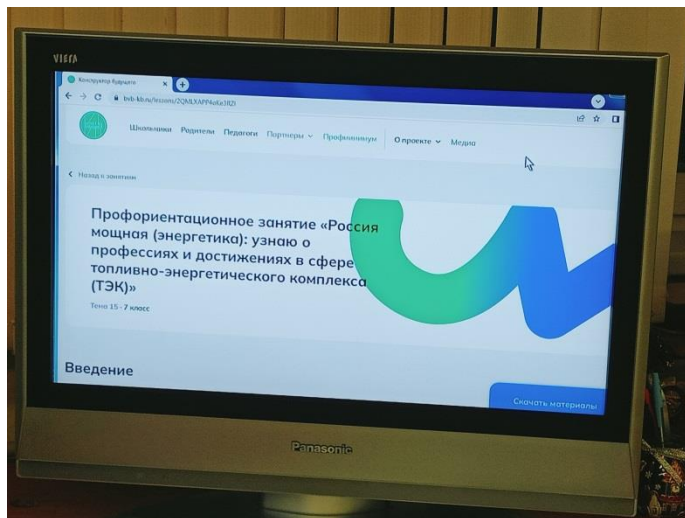 VIERA
Конструктор будущего
Школьники Родители Педагоги Партнеры Профминимум О проекте Медиа
Назад к занятиям
Профориентационное занятие «Россия
мощная (энергетика): узнаю о
профессиях и достижениях в сфере
топливно-энергетического комплекса
(ТЭК)»
Тема 15 - 7 класс
Введение
Скачать материалы
Panasonic